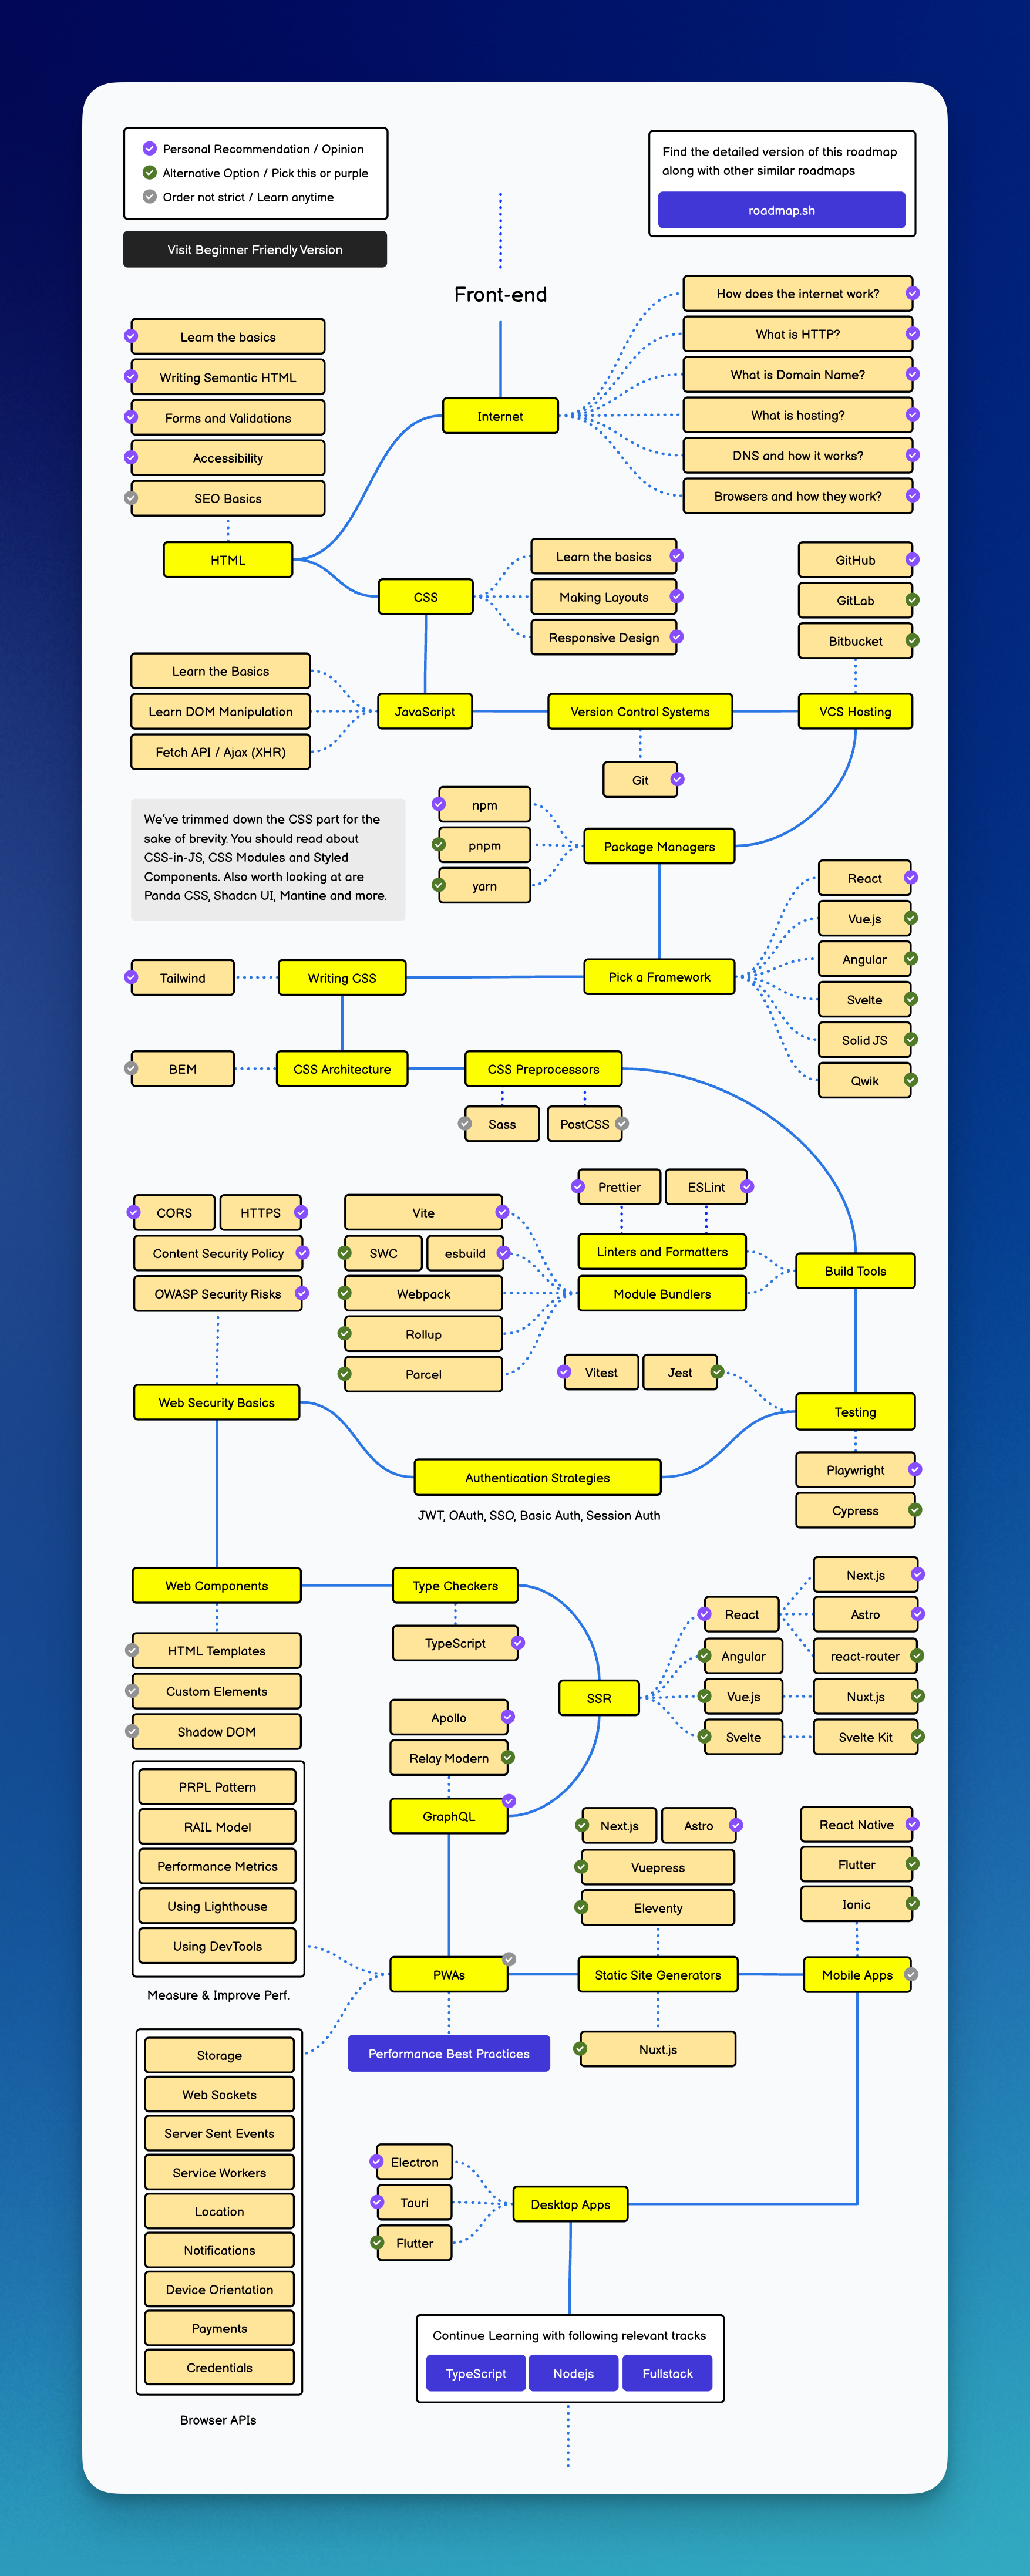 Personal Recommendation / Opinion
Alternative Option / Pick this or purple
Order not strict / Learn anytime
Visit Beginner Friendly Version
Find the detailed version of this roadmap
along with other similar roadmaps
roadmap.sh
Front-end
Internet
How does the internet work?
What is HTTP?
What is Domain Name?
What is hosting?
DNS and how it works?
Browsers and how they work?
Learn the basics
Writing Semantic HTML
Forms and Validations
Accessibility
SEO Basics
HTML
CSS
Learn the basics
Making Layouts
Responsive Design
GitHub
GitLab
Bitbucket
Learn the Basics
Learn DOM Manipulation
Fetch API / Ajax (XHR)
JavaScript
Version Control Systems
VCS Hosting
Git
We've trimmed down the CSS part for the
sake of brevity. You should read about
CSS-in-JS, CSS Modules and Styled
Components. Also worth looking at are
Panda CSS, Shadcn UI, Mantine and more.
npm
pnpm
yarn
Package Managers
React
Vue.js
Angular
Svelte
Solid JS
Qwik
Tailwind
Writing CSS
Pick a Framework
BEM
CSS Architecture
CSS Preprocessors
Sass
PostCSS
Prettier
ESLint
Linters and Formatters
Module Bundlers
Build Tools
CORS
HTTPS
Content Security Policy
OWASP Security Risks
Vite
SWC
esbuild
Webpack
Rollup
Parcel
Vitest
Jest
Web Security Basics
Testing
Authentication Strategies
JWT, OAuth, SSO, Basic Auth, Session Auth
Playwright
Cypress
Web Components
Type Checkers
TypeScript
HTML Templates
Custom Elements
Shadow DOM
SSR
React
Angular
Vue.js
Svelte
Next.js
Astro
react-router
Nuxt.js
Svelte Kit
Apollo
Relay Modern
GraphQL
PRPL Pattern
RAIL Model
Performance Metrics
Using Lighthouse
Using DevTools
Measure & Improve Perf.
Next.js
Astro
Vuepress
Eleventy
React Native
Flutter
Ionic
PWAs
Static Site Generators
Mobile Apps
Performance Best Practices
Nuxt.js
Storage
Web Sockets
Server Sent Events
Service Workers
Location
Notifications
Device Orientation
Payments
Credentials
Browser APIs
Electron
Tauri
Flutter
Desktop Apps
Continue Learning with following relevant tracks
TypeScript
Nodejs
Fullstack